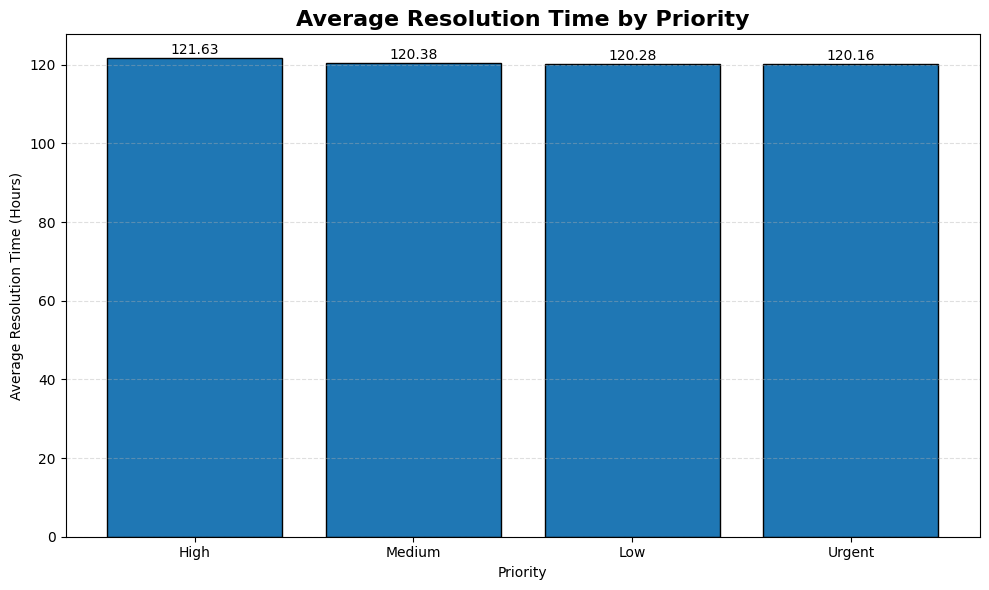 Average Resolution Time by Priority
121.63
120.38
120.28
120.16
Average Resolution Time (Hours)
120
100
80
60
40
20
0
High
Medium
Low
Urgent
Priority